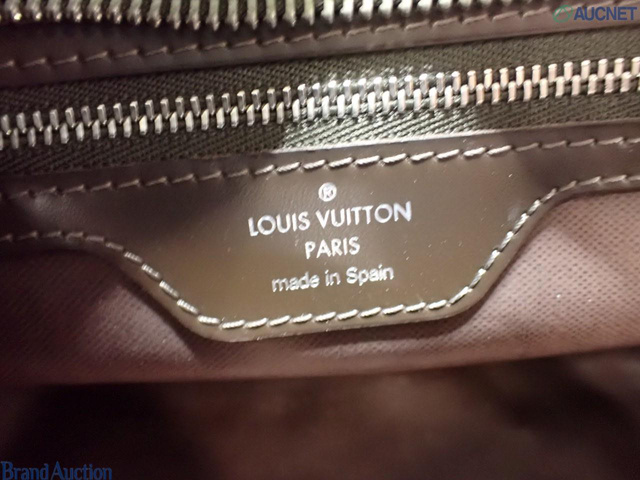 AUCNET
®
LOUIS VUITTON
PARIS
made in Spain
Brand Auction